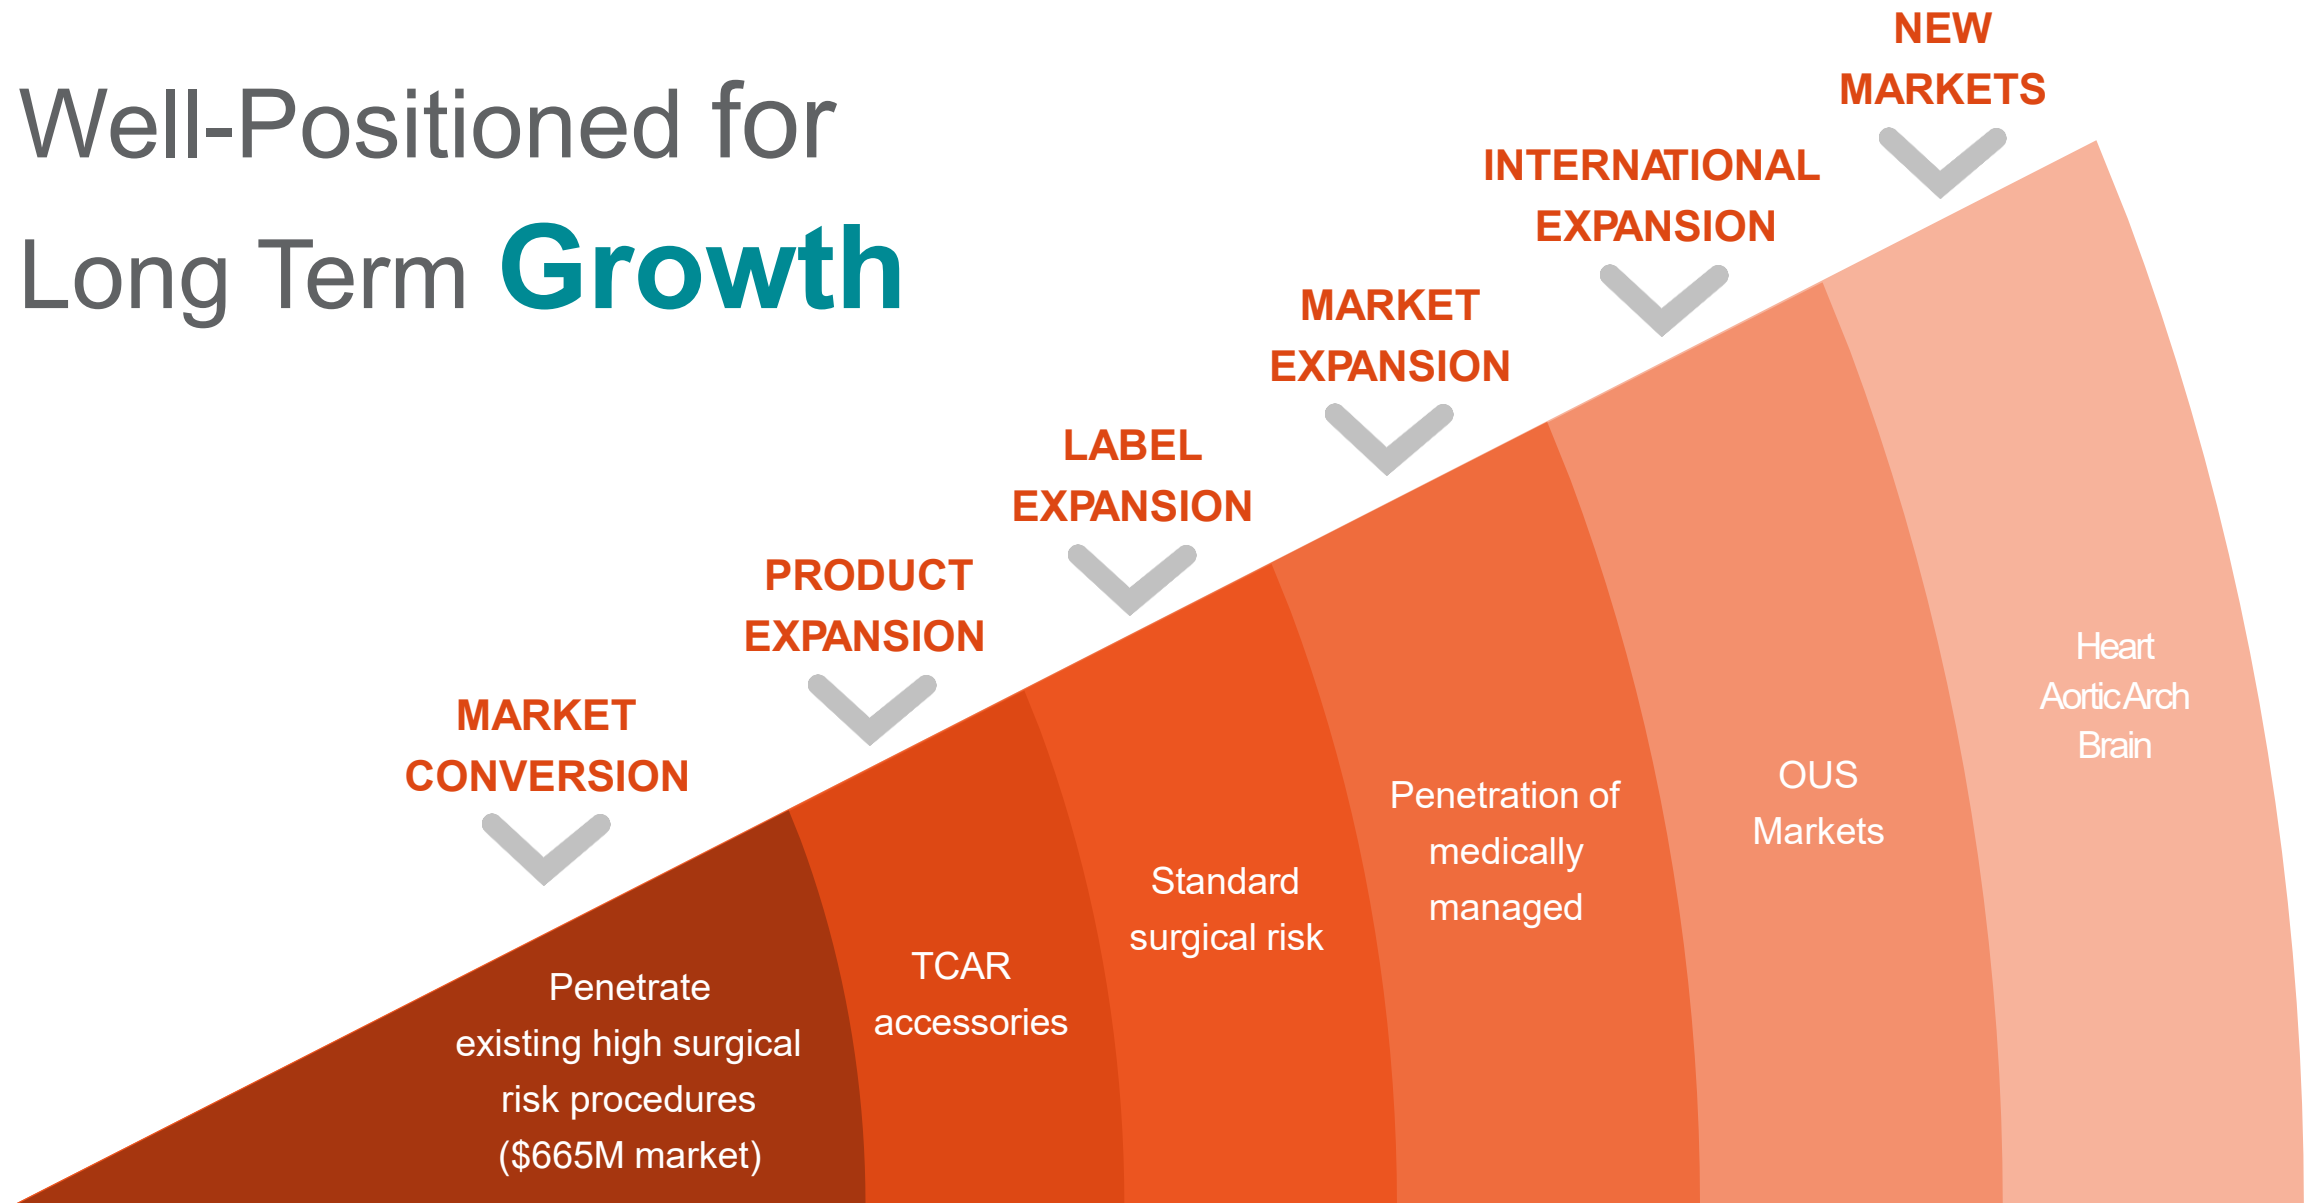 Well-Positioned for
Long Term Growth
MARKET
CONVERSION
Penetrate
existing high surgical
risk procedures
($665M market)
PRODUCT
EXPANSION
TCAR
accessories
LABEL
EXPANSION
Standard
surgical risk
MARKET
EXPANSION
Penetration of
medically
managed
INTERNATIONAL
EXPANSION
OUS
Markets
NEW
MARKETS
Heart
Aortic Arch
Brain